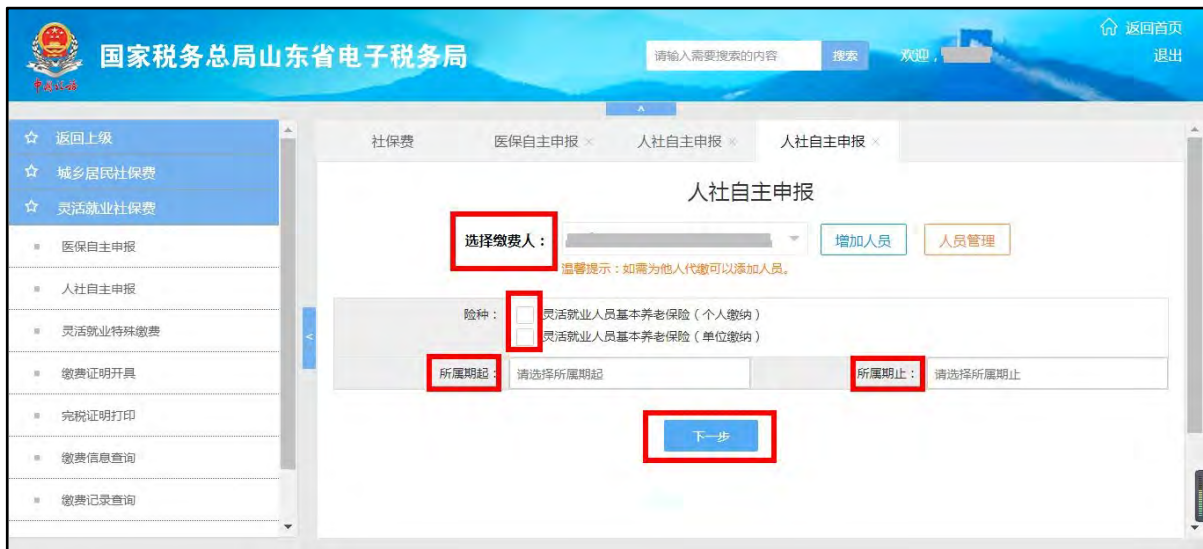 返回首页
国家税务总局山东省电子税务局
请输入需要搜索的内容 搜索 欢迎，
退出
中国税务
返回上级
城乡居民社保费
灵活就业社保费
医保自主申报
人社自主申报
灵活就业特殊缴费
缴费证明开具
完税证明打印
缴费信息查询
缴费记录查询
社保费 医保自主申报 × 人社自主申报 × 人社自主申报 ×
人社自主申报
选择缴费人： 增加人员 人员管理
温馨提示：如需为他人代缴可以添加人员。
险种： 灵活就业人员基本养老保险（个人缴纳）
灵活就业人员基本养老保险（单位缴纳）
所属期起： 请选择所属期起 所属期止： 请选择所属期止
下一步